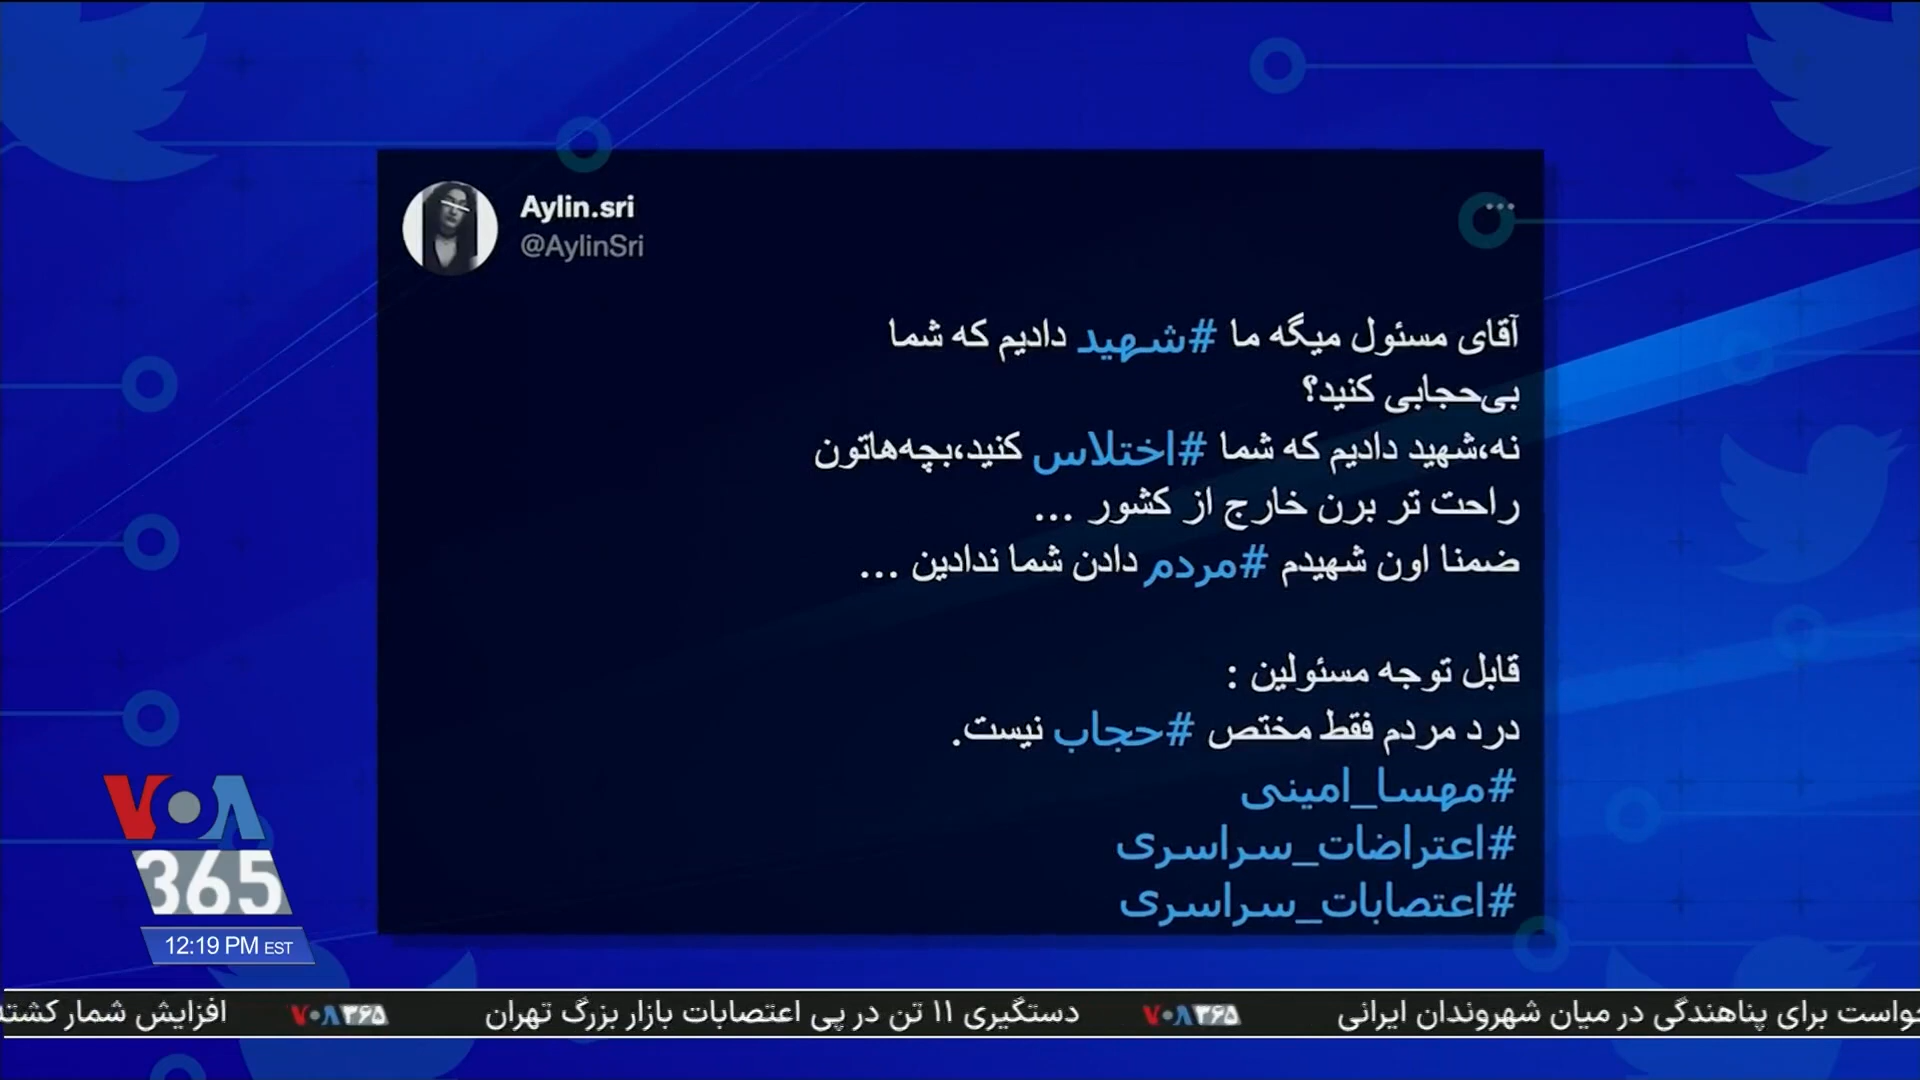 Aylin.sri
@AylinSri
آقای مسئول میگه ما #شهید دادیم که شما
بی‌حجابی کنید؟
نه،شهید دادیم که شما #اختلاس کنید،بچه‌هاتون
راحت تر برن خارج از کشور ...
ضمنا اون شهیدم #مردم دادن شما ندادین ...
قابل توجه مسئولین :
درد مردم فقط مختص #حجاب نیست.
#مهسا_امینی
#اعتراضات_سراسری
#اعتصابات_سراسری
VOA
365
12:19 PM EST
برای پناهندگی در میان شهروندان ایرانی VOA۳۶۵ دستگیری ۱۱ تن در پی اعتصابات بازار بزرگ تهران VOA۳۶۵ افزایش شمار